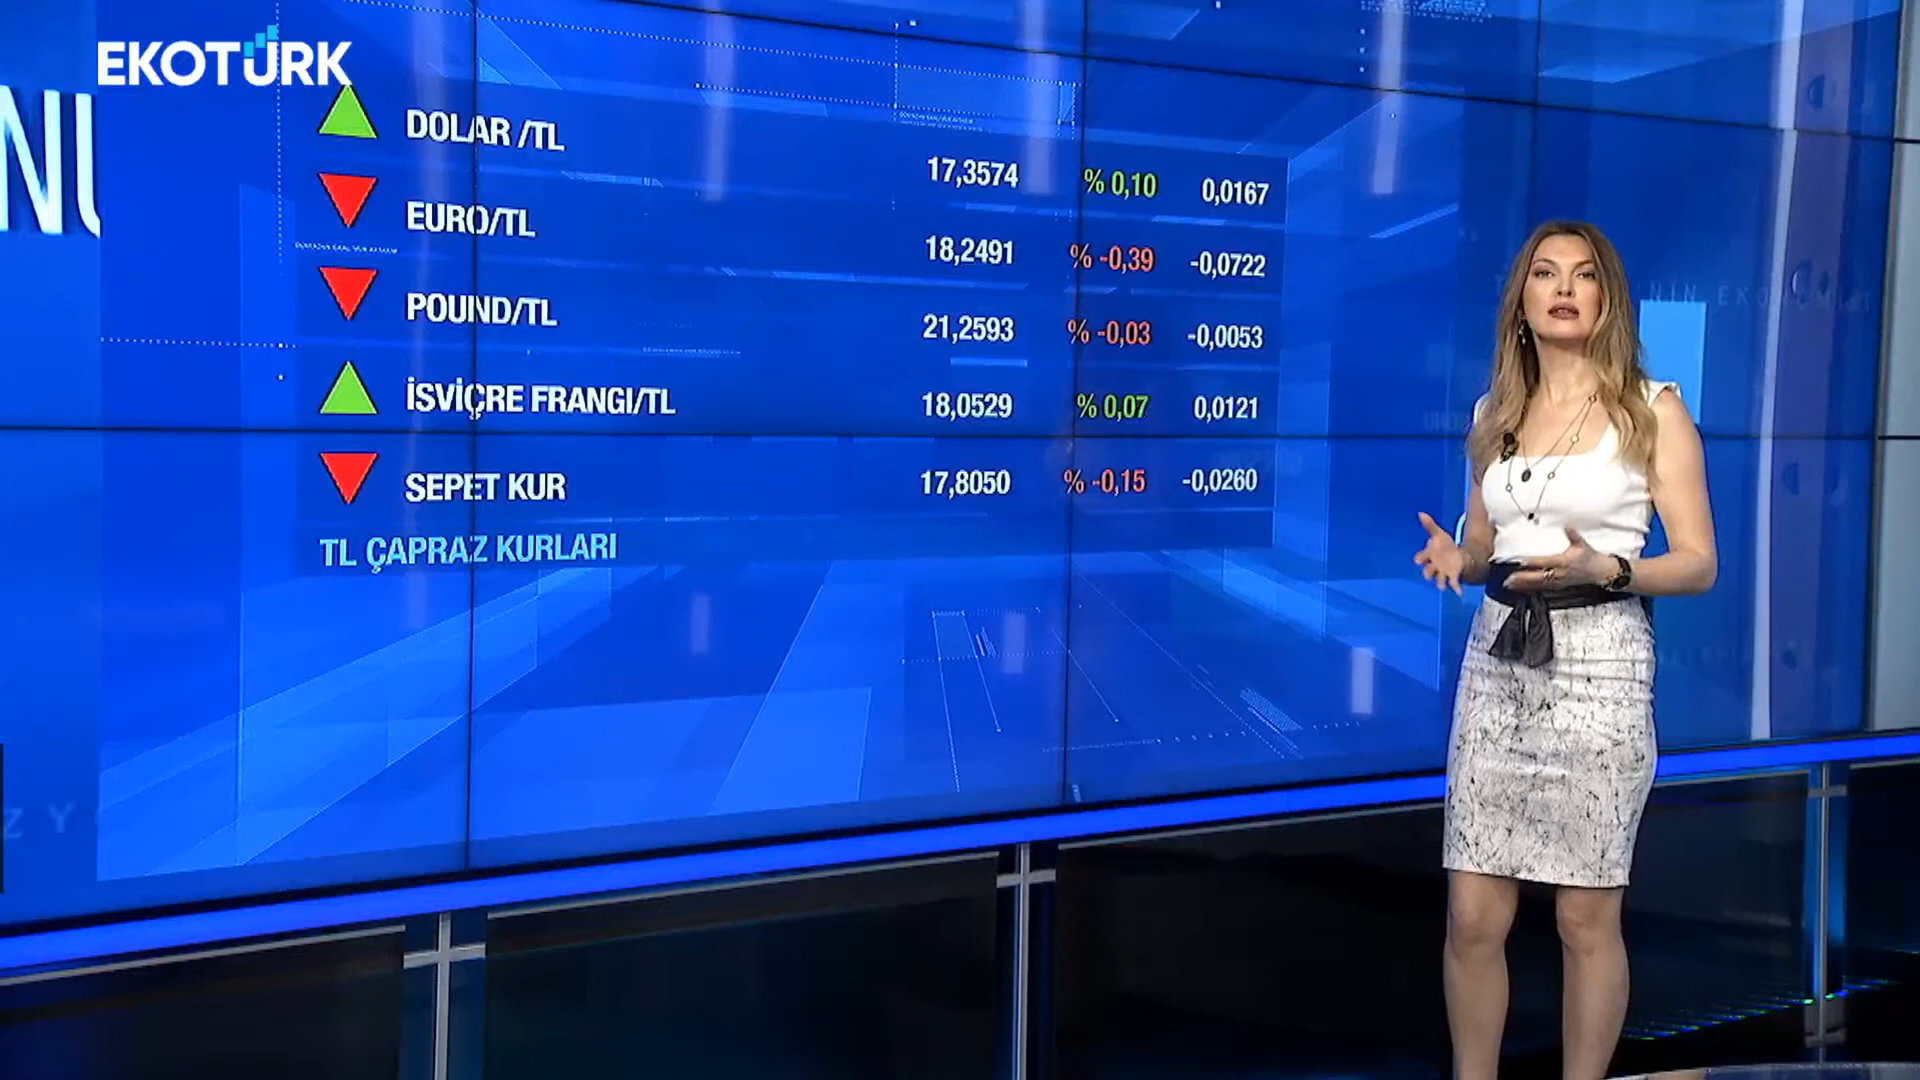 EKOTÜRK
NU
DOLAR /TL 17,3574 % 0,10 0,0167
EURO/TL 18,2491 % -0,39 -0,0722
POUND/TL 21,2593 % -0,03 -0,0053
İSVİÇRE FRANGI/TL 18,0529 % 0,07 0,0121
SEPET KUR 17,8050 % -0,15 -0,0260
TL ÇAPRAZ KURLARI